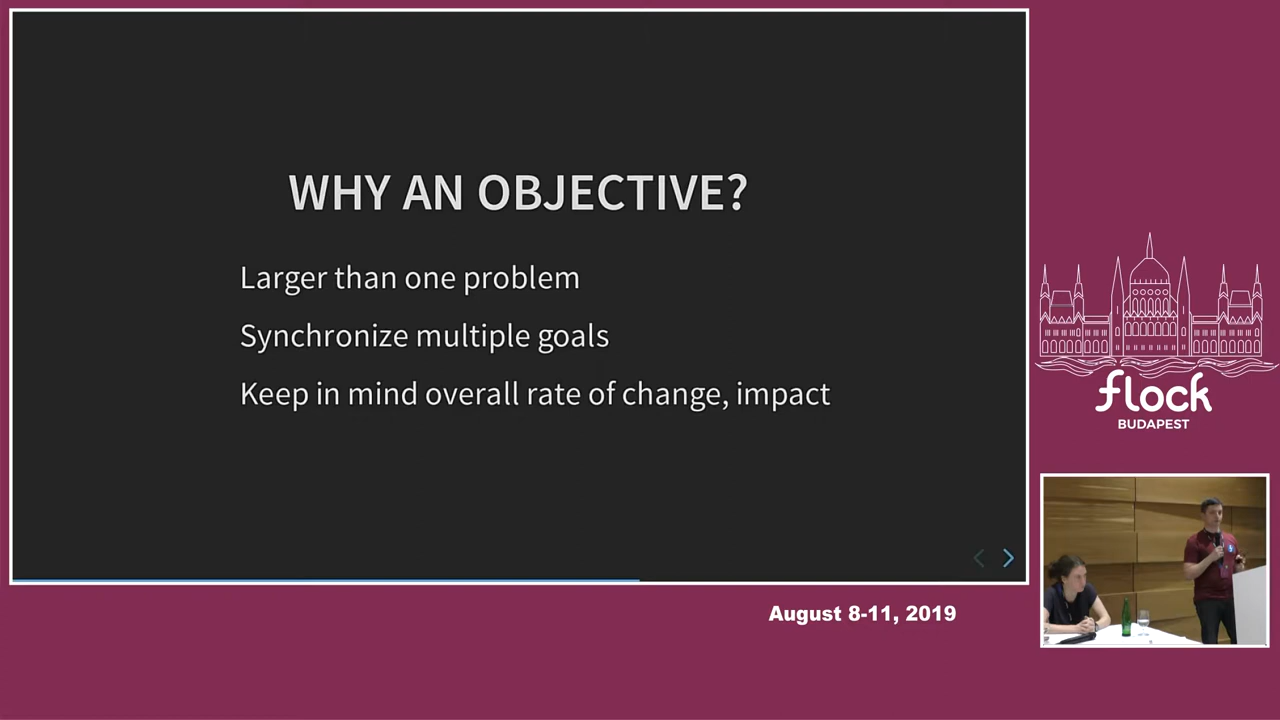 WHY AN OBJECTIVE?
Larger than one problem
Synchronize multiple goals
Keep in mind overall rate of change, impact
flock
BUDAPEST
August 8-11, 2019